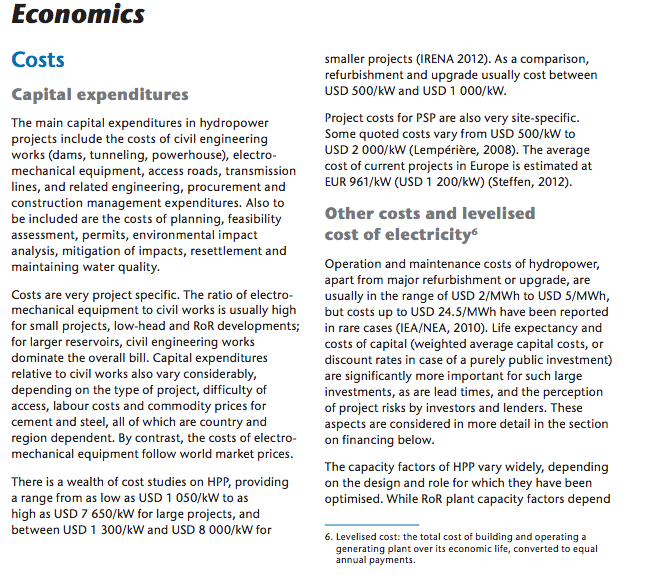 Economics
Costs
Capital expenditures
The main capital expenditures in hydropower
projects include the costs of civil engineering
works (dams, tunneling, powerhouse), electro-
mechanical equipment, access roads, transmission
lines, and related engineering, procurement and
construction management expenditures. Also to
be included are the costs of planning, feasibility
assessment, permits, environmental impact
analysis, mitigation of impacts, resettlement and
maintaining water quality.
Costs are very project specific. The ratio of electro-
mechanical equipment to civil works is usually high
for small projects, low-head and RoR developments;
for larger reservoirs, civil engineering works
dominate the overall bill. Capital expenditures
relative to civil works also vary considerably,
depending on the type of project, difficulty of
access, labour costs and commodity prices for
cement and steel, all of which are country and
region dependent. By contrast, the costs of electro-
mechanical equipment follow world market prices.
There is a wealth of cost studies on HPP, providing
a range from as low as USD 1 050/kW to as
high as USD 7 650/kW for large projects, and
between USD 1 300/kW and USD 8 000/kW for
smaller projects (IRENA 2012). As a comparison,
refurbishment and upgrade usually cost between
USD 500/kW and USD 1 000/kW.
Project costs for PSP are also very site-specific.
Some quoted costs vary from USD 500/kW to
USD 2 000/kW (Lempérière, 2008). The average
cost of current projects in Europe is estimated at
EUR 961/kW (USD 1 200/kW) (Steffen, 2012).
Other costs and levelised
cost of electricity6
Operation and maintenance costs of hydropower,
apart from major refurbishment or upgrade, are
usually in the range of USD 2/MWh to USD 5/MWh,
but costs up to USD 24.5/MWh have been reported
in rare cases (IEA/NEA, 2010). Life expectancy and
costs of capital (weighted average capital costs, or
discount rates in case of a purely public investment)
are significantly more important for such large
investments, as are lead times, and the perception
of project risks by investors and lenders. These
aspects are considered in more detail in the section
on financing below.
The capacity factors of HPP vary widely, depending
on the design and role for which they have been
optimised. While RoR plant capacity factors depend
6. Levelised cost: the total cost of building and operating a
generating plant over its economic life, converted to equal
annual payments.